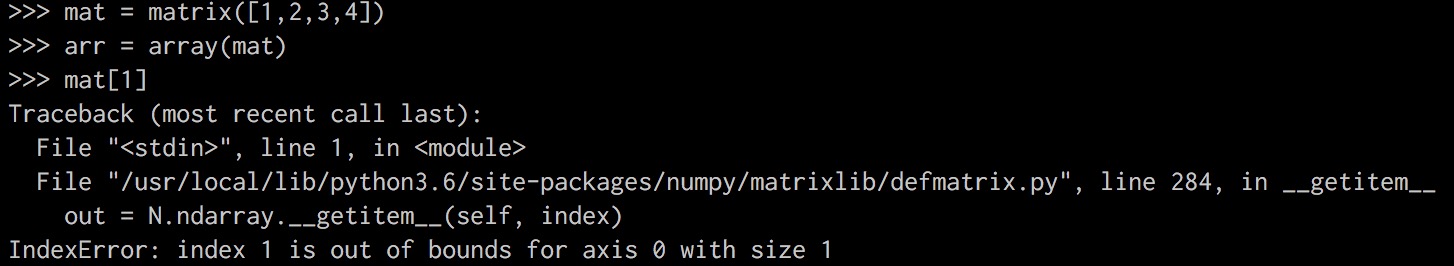 >>> mat = matrix([1,2,3,4])
>>> arr = array(mat)
>>> mat[1]
Traceback (most recent call last):
  File "<stdin>", line 1, in <module>
  File "/usr/local/lib/python3.6/site-packages/numpy/matrixlib/defmatrix.py", line 284, in __getitem__
    out = N.ndarray.__getitem__(self, index)
IndexError: index 1 is out of bounds for axis 0 with size 1